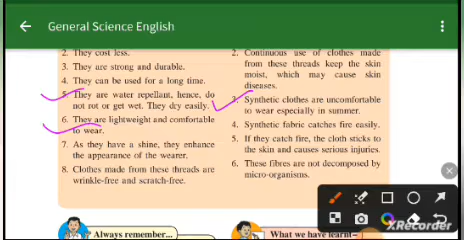 General Science English
2. They cost less.
3. They are strong and durable.
4. They can be used for a long time.
5. They are water repellant, hence, do
not rot or get wet. They dry easily.
6. They are lightweight and comfortable
to wear.
7. As they have a shine, they enhance
the appearance of the wearer.
8. Clothes made from these threads are
wrinkle-free and scratch-free.
2. Continuous use of clothes made
from these threads keep the skin
moist, which may cause skin
diseases.
3. Synthetic clothes are uncomfortable
to wear especially in summer.
4. Synthetic fabric catches fire easily.
5. If they catch fire, the cloth sticks to
the skin and causes serious injuries.
6. These fibres are not decomposed by
micro-organisms.
Always remember...
What we have learnt-
XRecorder